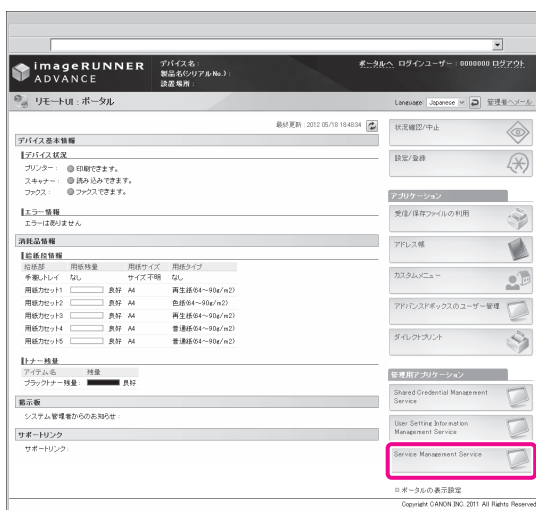 imageRUNNER
ADVANCE
デバイス名：
製品名(シリアルNo.)：
設置場所：
ポータルへ ログインユーザー：0000000 ログアウト
リモートUI：ポータル
Language: Japanese 管理者へメール
最終更新：2012 05/18 18:48:34
デバイス基本情報
デバイス状況
プリンター： 印刷できます。
スキャナー： 読み込みできます。
ファクス： ファクスできます。
エラー情報
エラーはありません
消耗品情報
給紙段情報
給紙部 用紙残量 用紙サイズ 用紙タイプ
手差しトレイ なし サイズ不明 なし
用紙カセット1 良好 A4 再生紙(64～90g/m2)
用紙カセット2 良好 A4 色紙(64～90g/m2)
用紙カセット3 良好 A4 再生紙(64～90g/m2)
用紙カセット4 良好 A4 普通紙(64～90g/m2)
用紙カセット5 良好 A4 普通紙(64～90g/m2)
トナー残量
アイテム名 残量
ブラックトナー残量： 良好
掲示板
システム管理者からのお知らせ：
サポートリンク
サポートリンク：
状況確認/中止
設定/登録
アプリケーション
受信/保存ファイルの利用
アドレス帳
カスタムメニュー
アドバンスドボックスのユーザー管理
ダイレクトプリント
管理用アプリケーション
Shared Credential Management
Service
User Setting Information
Management Service
Service Management Service
ポータルの表示設定
Copyright CANON INC. 2011 All Rights Reserved